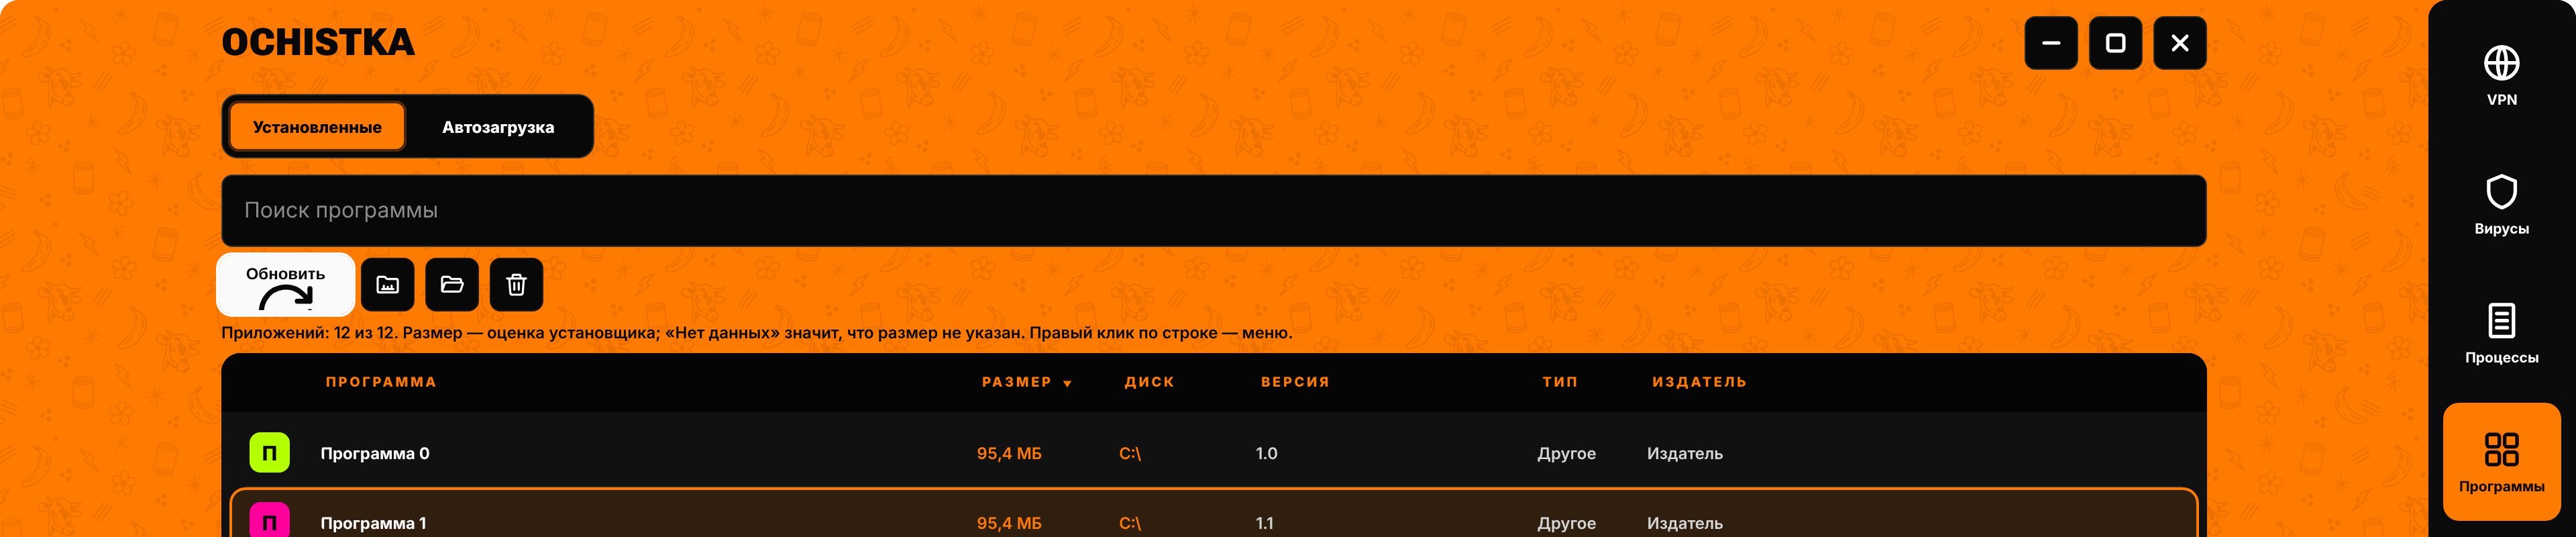 OCHISTKA
VPN
Установленные
Автозагрузка
Поиск программы
Вирусы
Обновить
Приложений: 12 из 12. Размер — оценка установщика; «Нет данных» значит, что размер не указан. Правый клик по строке — меню.
Процессы
ПРОГРАММА РАЗМЕР ▼ ДИСК ВЕРСИЯ ТИП ИЗДАТЕЛЬ
П Программа 0 95,4 МБ C:\ 1.0 Другое Издатель
Программы
П Программа 1 95,4 МБ C:\ 1.1 Другое Издатель